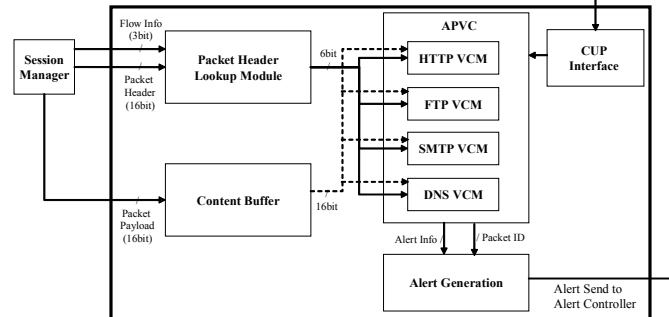 Flow Info
(3bit)
APVC
Session
Manager
Packet Header
Lookup Module
6bit
HTTP VCM
CUP
Interface
Packet
Header
(16bit)
FTP VCM
SMTP VCM
Content Buffer
16bit
DNS VCM
Packet
Payload
(16bit)
Alert Info
Packet ID
Alert Generation
Alert Send to
Alert Controller